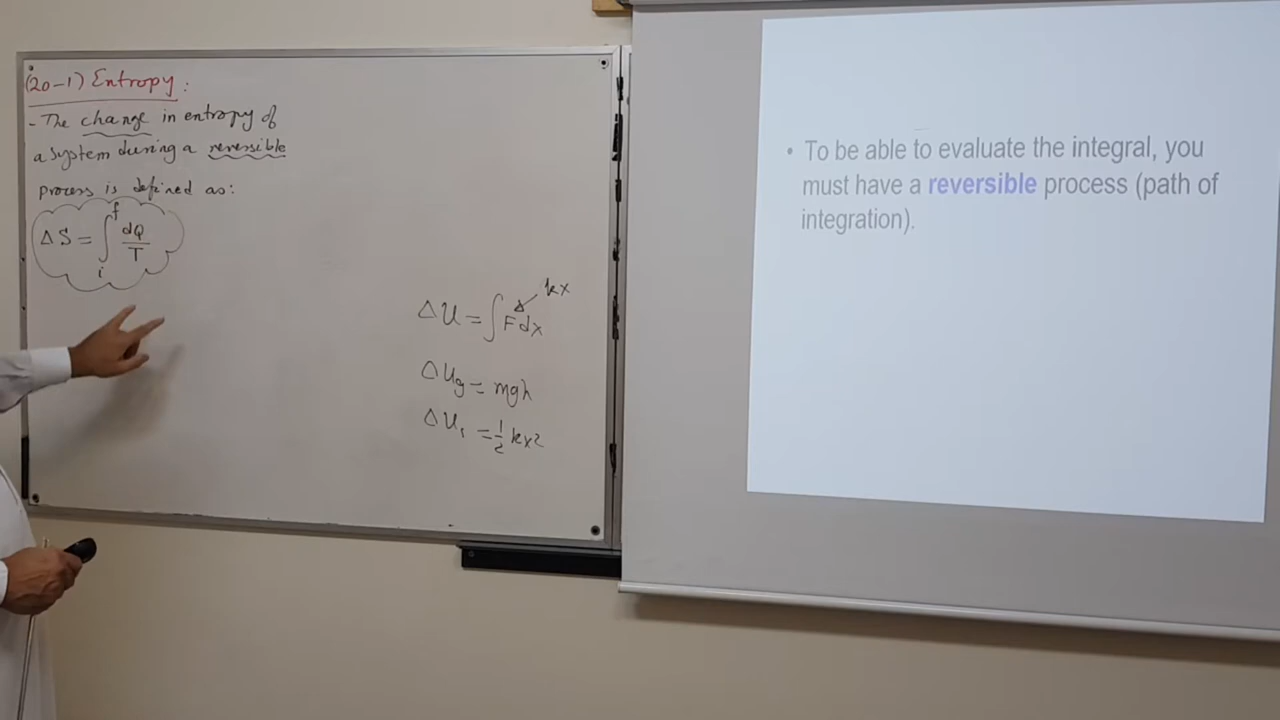 (20-1) Entropy:
- The change in entropy of
a system during a reversible
process is defined as:
ΔS = ∫ᵢᶠ dQ/T
kx
ΔU = ∫ F dx
ΔUg = mgh
ΔUs = 1/2 kx²
• To be able to evaluate the integral, you
must have a reversible process (path of
integration).